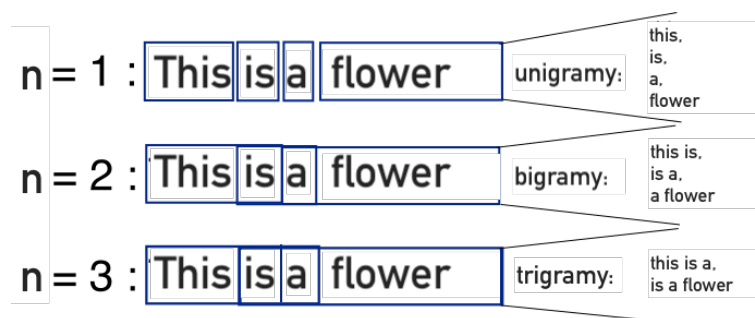 n = 1 : This is a flower unigramy:
this,
is,
a,
flower
n = 2 : This is a flower bigramy:
this is,
is a,
a flower
n = 3 : This is a flower trigramy:
this is a,
is a flower